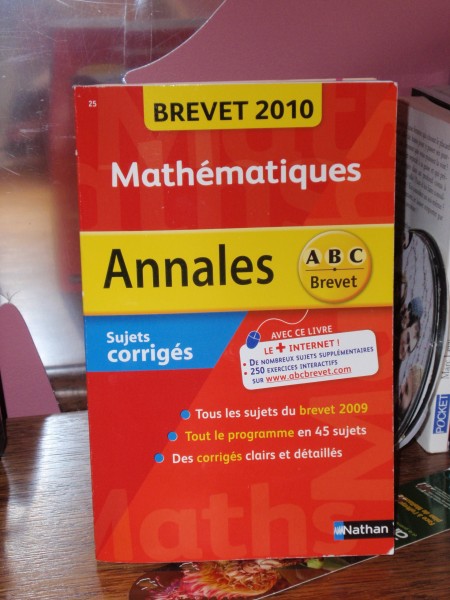 25
BREVET 2010
Mathématiques
Annales
ABC
Brevet
Sujets
corrigés
AVEC CE LIVRE
LE + INTERNET !
• DE NOMBREUX SUJETS SUPPLÉMENTAIRES
• 250 EXERCICES INTERACTIFS
SUR www.abcbrevet.com
• Tous les sujets du brevet 2009
• Tout le programme en 45 sujets
• Des corrigés clairs et détaillés
Maths
Nathan
POCKET